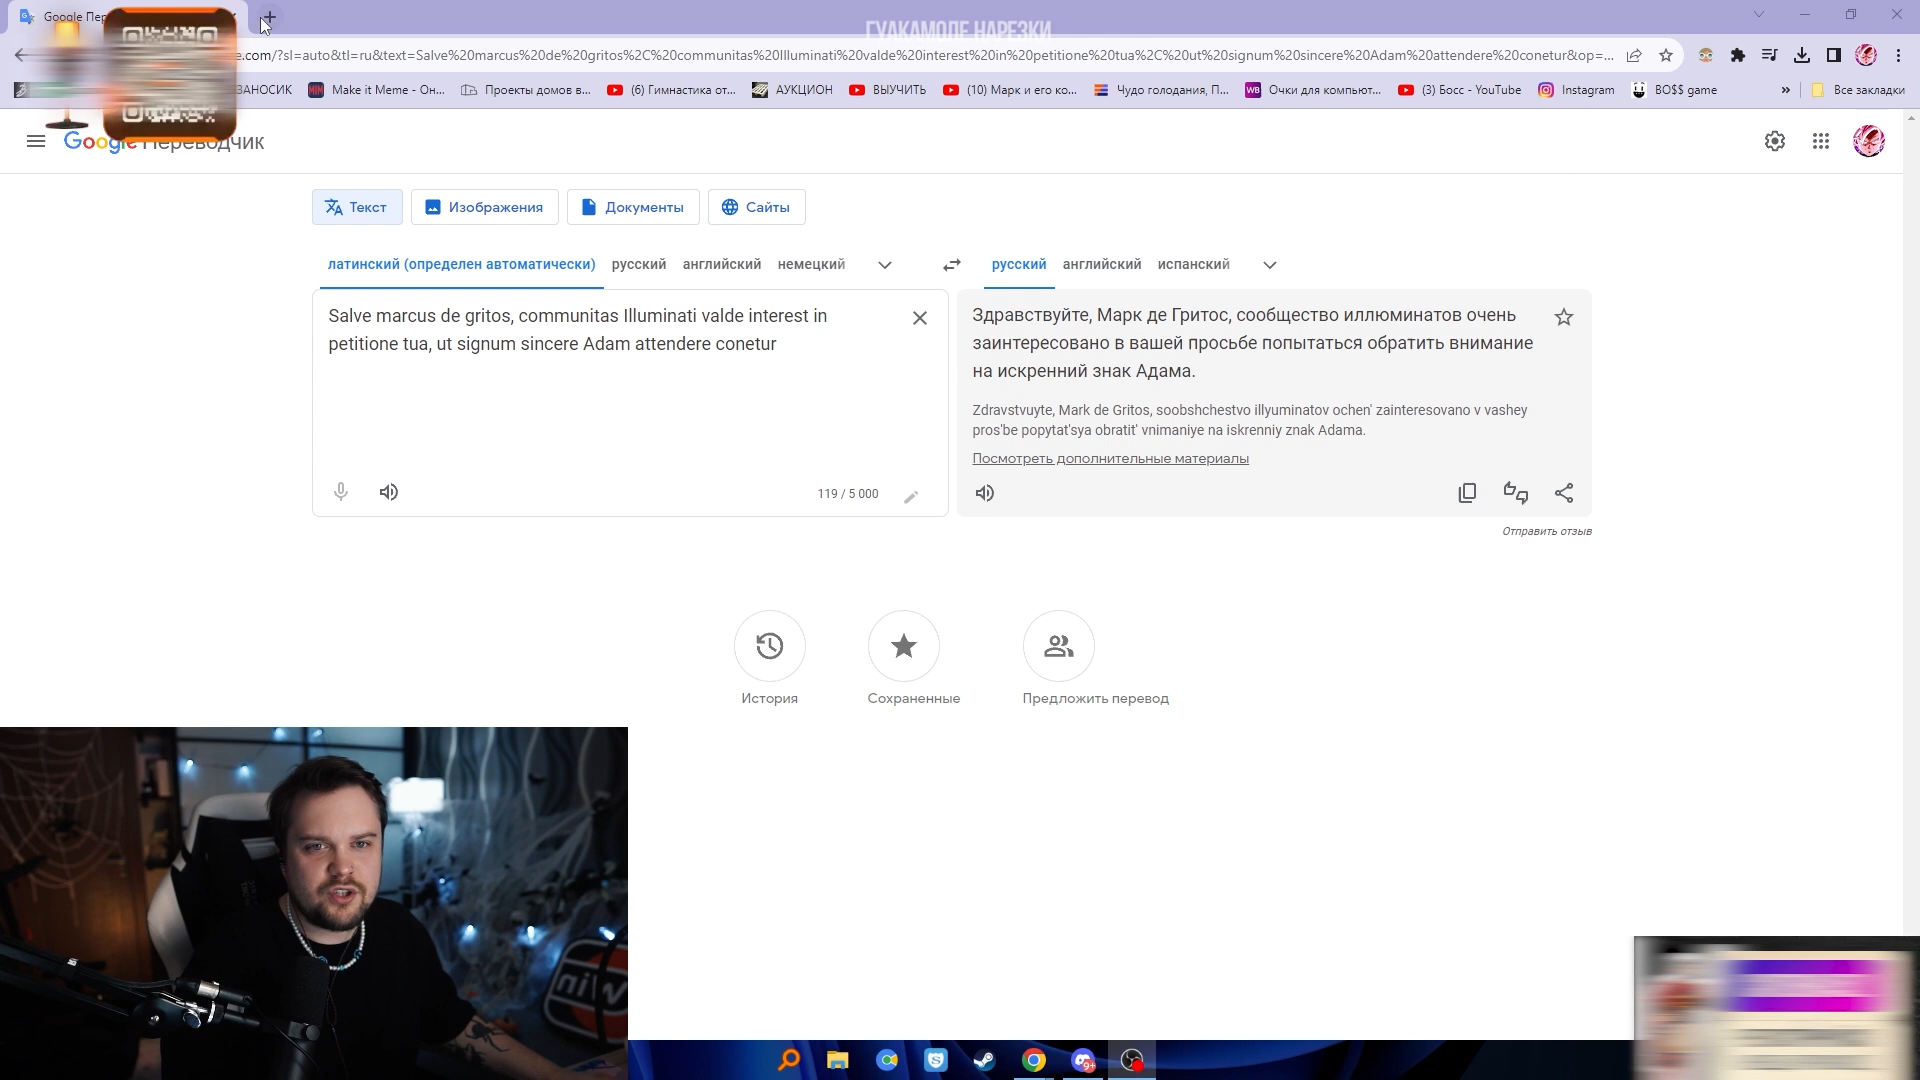 Google Пер
ГУАКАМОЛЕ НАРЕЗКИ
e.com/?sl=auto&tl=ru&text=Salve%20marcus%20de%20gritos%2C%20communitas%20Illuminati%20valde%20interest%20in%20petitione%20tua%2C%20ut%20signum%20sincere%20Adam%20attendere%20conetur&op=...
ЗАНОСИК
MIM Make it Meme - Он...
Проекты домов в...
(6) Гимнастика от...
АУКЦИОН
ВЫУЧИТЬ
(10) Марк и его ко...
Чудо голодания, П...
WB Очки для компьют...
(3) Босс - YouTube
Instagram
BO$$ game
»
Все закладки
Google Переводчик
Текст
Изображения
Документы
Сайты
латинский (определен автоматически) русский английский немецкий
русский английский испанский
Salve marcus de gritos, communitas Illuminati valde interest in
petitione tua, ut signum sincere Adam attendere conetur
119 / 5 000
Здравствуйте, Марк де Гритос, сообщество иллюминатов очень
заинтересовано в вашей просьбе попытаться обратить внимание
на искренний знак Адама.
Zdravstvuyte, Mark de Gritos, soobshchestvo illyuminatov ochen' zainteresovano v vashey
pros'be popytat'sya obratit' vnimaniye na iskrenniy znak Adama.
Посмотреть дополнительные материалы
Отправить отзыв
История
Сохраненные
Предложить перевод
9+